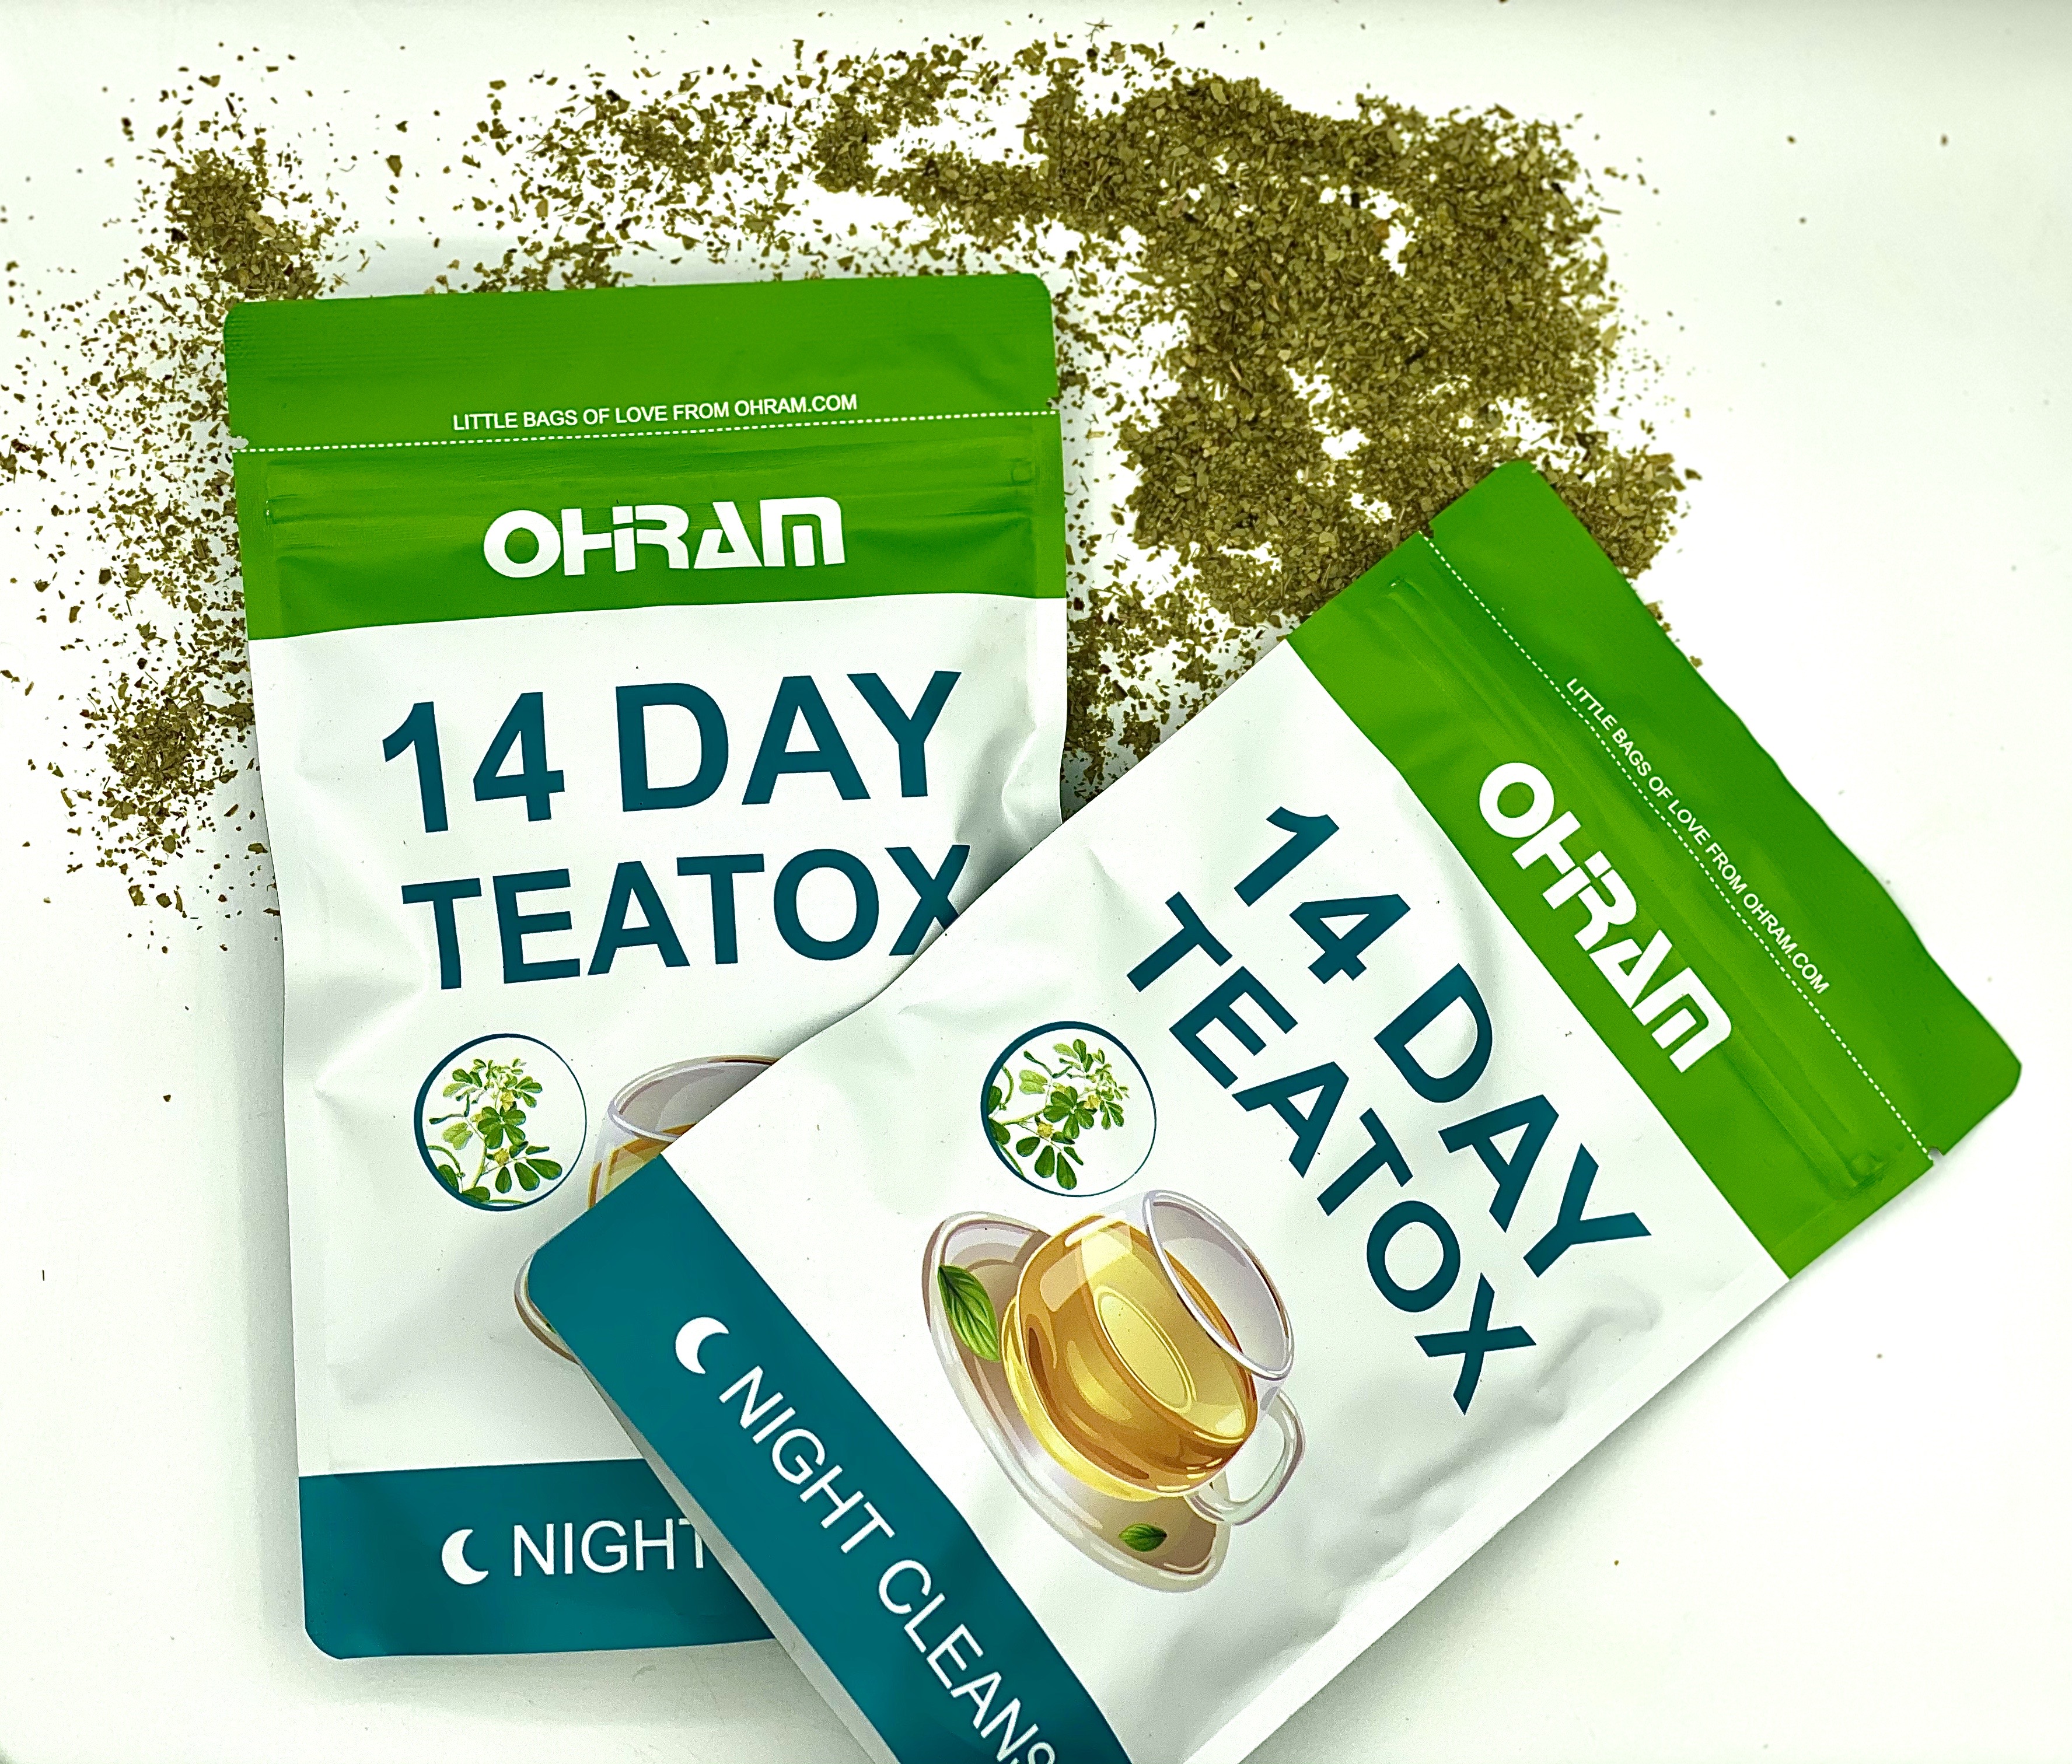 LITTLE BAGS OF LOVE FROM OHRAM.COM
OHRAM
14 DAY
TEATOX
NIGHT
LITTLE BAGS OF LOVE FROM OHRAM.COM
OHRAM
14 DAY
TEATOX
NIGHT CLEANS